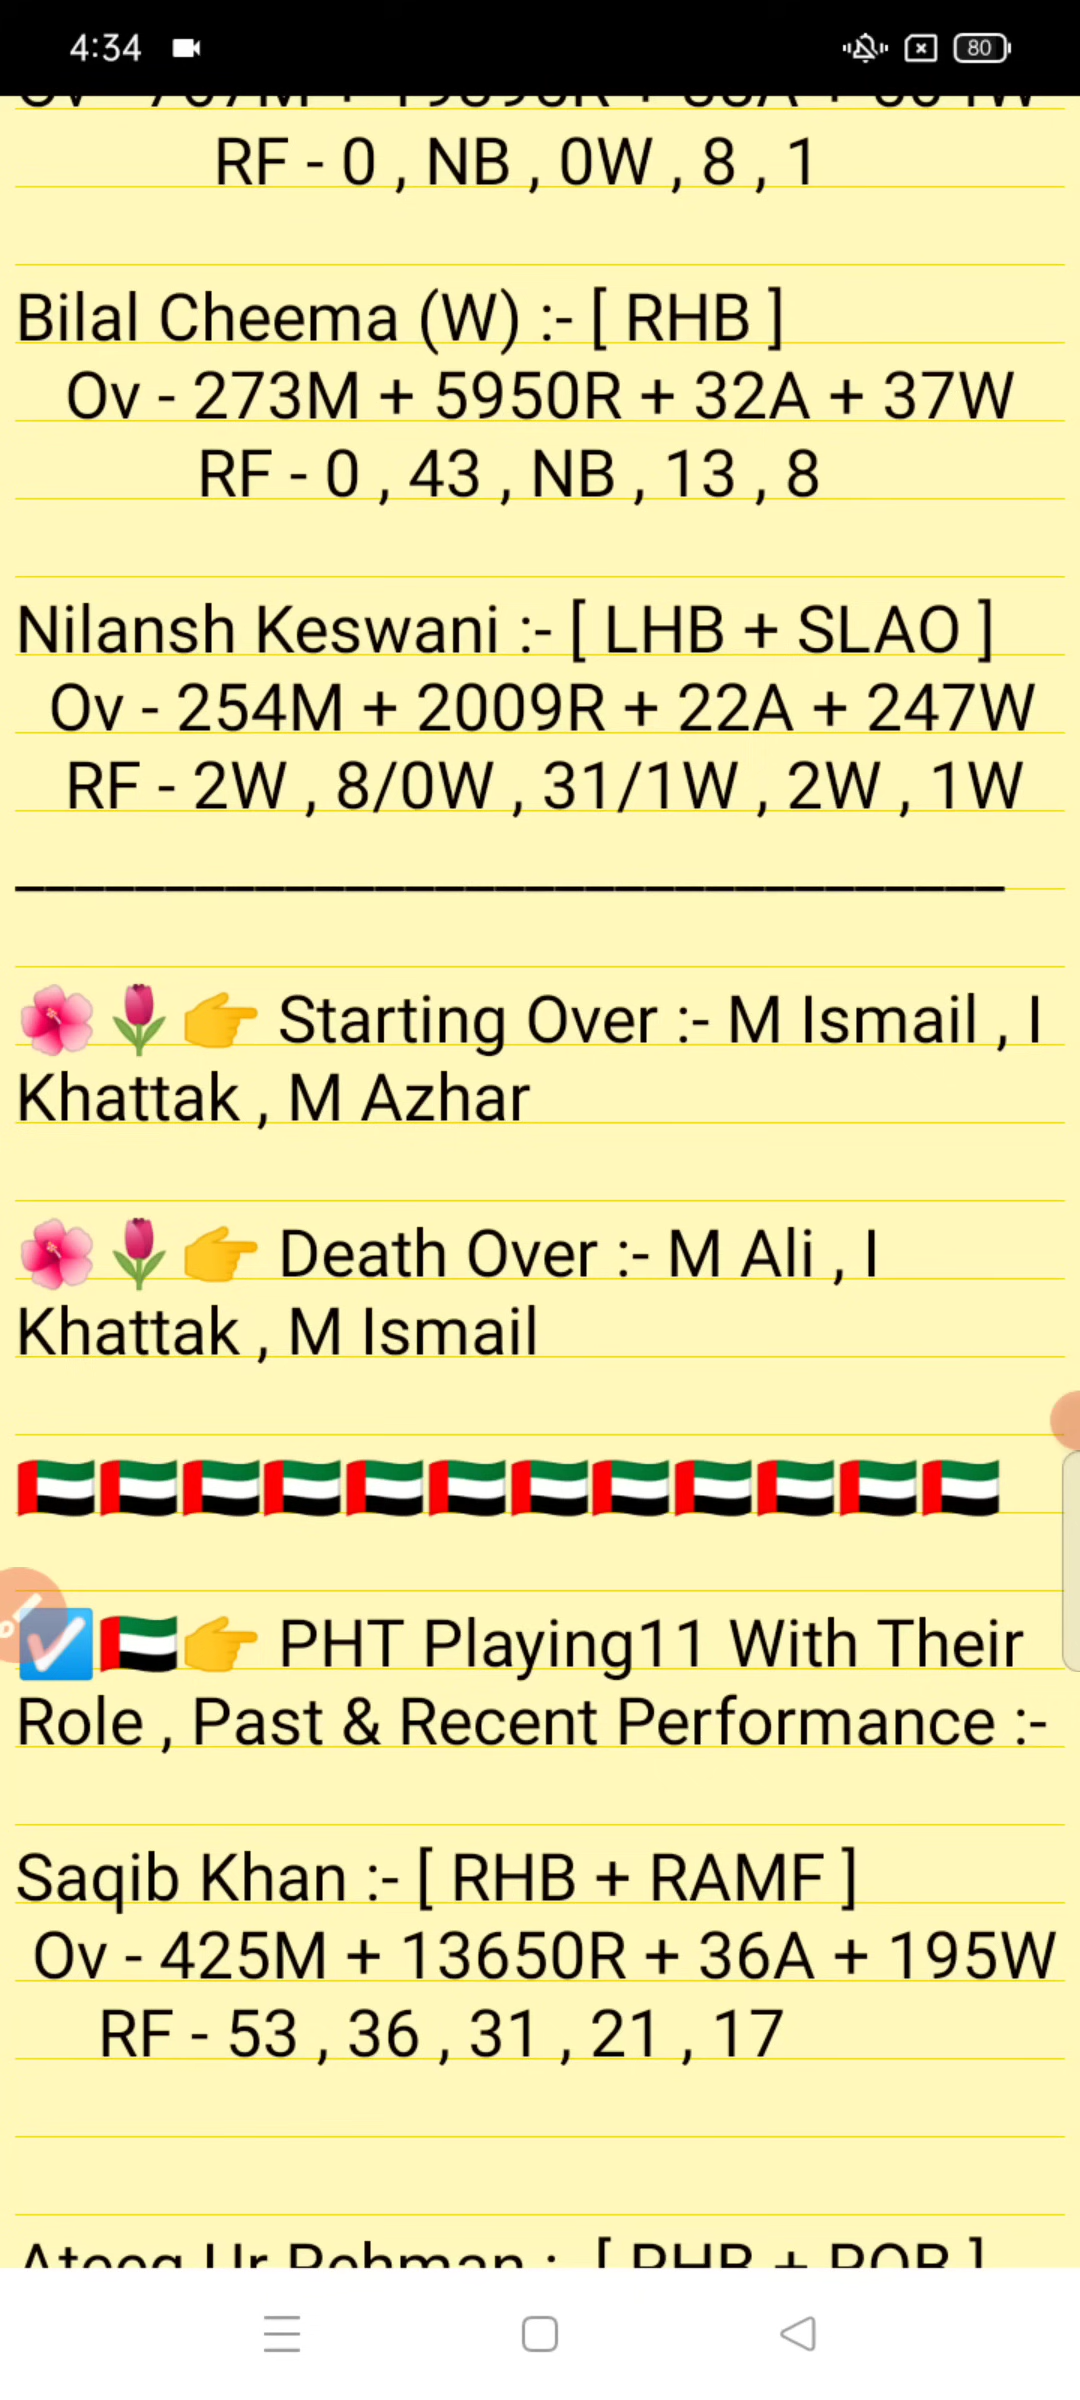 4:34
80
RF - 0 , NB , 0W , 8 , 1
Bilal Cheema (W) :- [ RHB ]
Ov - 273M + 5950R + 32A + 37W
RF - 0 , 43 , NB , 13 , 8
Nilansh Keswani :- [ LHB + SLAO ]
Ov - 254M + 2009R + 22A + 247W
RF - 2W , 8/0W , 31/1W , 2W , 1W
🌺🌷👉 Starting Over :- M Ismail , I
Khattak , M Azhar
🌺🌷👉 Death Over :- M Ali , I
Khattak , M Ismail
🇦🇪🇦🇪🇦🇪🇦🇪🇦🇪🇦🇪🇦🇪🇦🇪🇦🇪🇦🇪🇦🇪🇦🇪
☑️🇦🇪👉 PHT Playing11 With Their
Role , Past & Recent Performance :-
Saqib Khan :- [ RHB + RAMF ]
Ov - 425M + 13650R + 36A + 195W
RF - 53 , 36 , 31 , 21 , 17